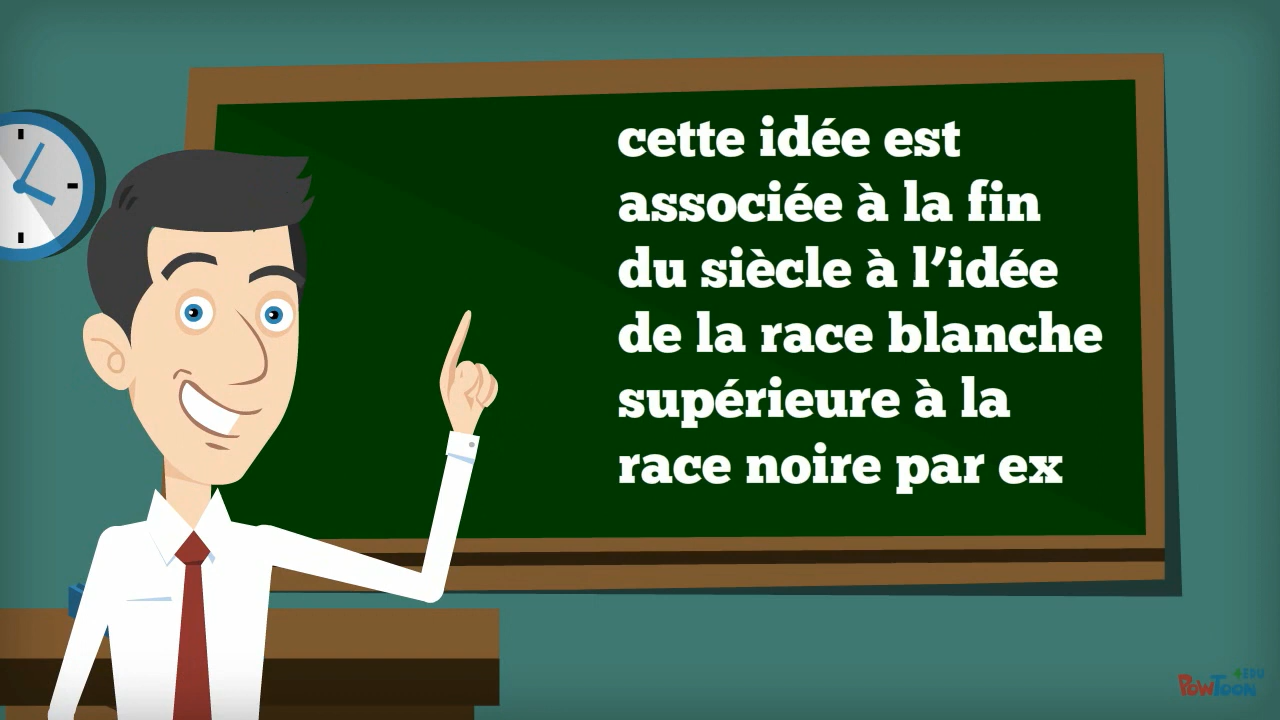 cette idée est
associée à la fin
du siècle à l'idée
de la race blanche
supérieure à la
race noire par ex
+EDU
PowToon